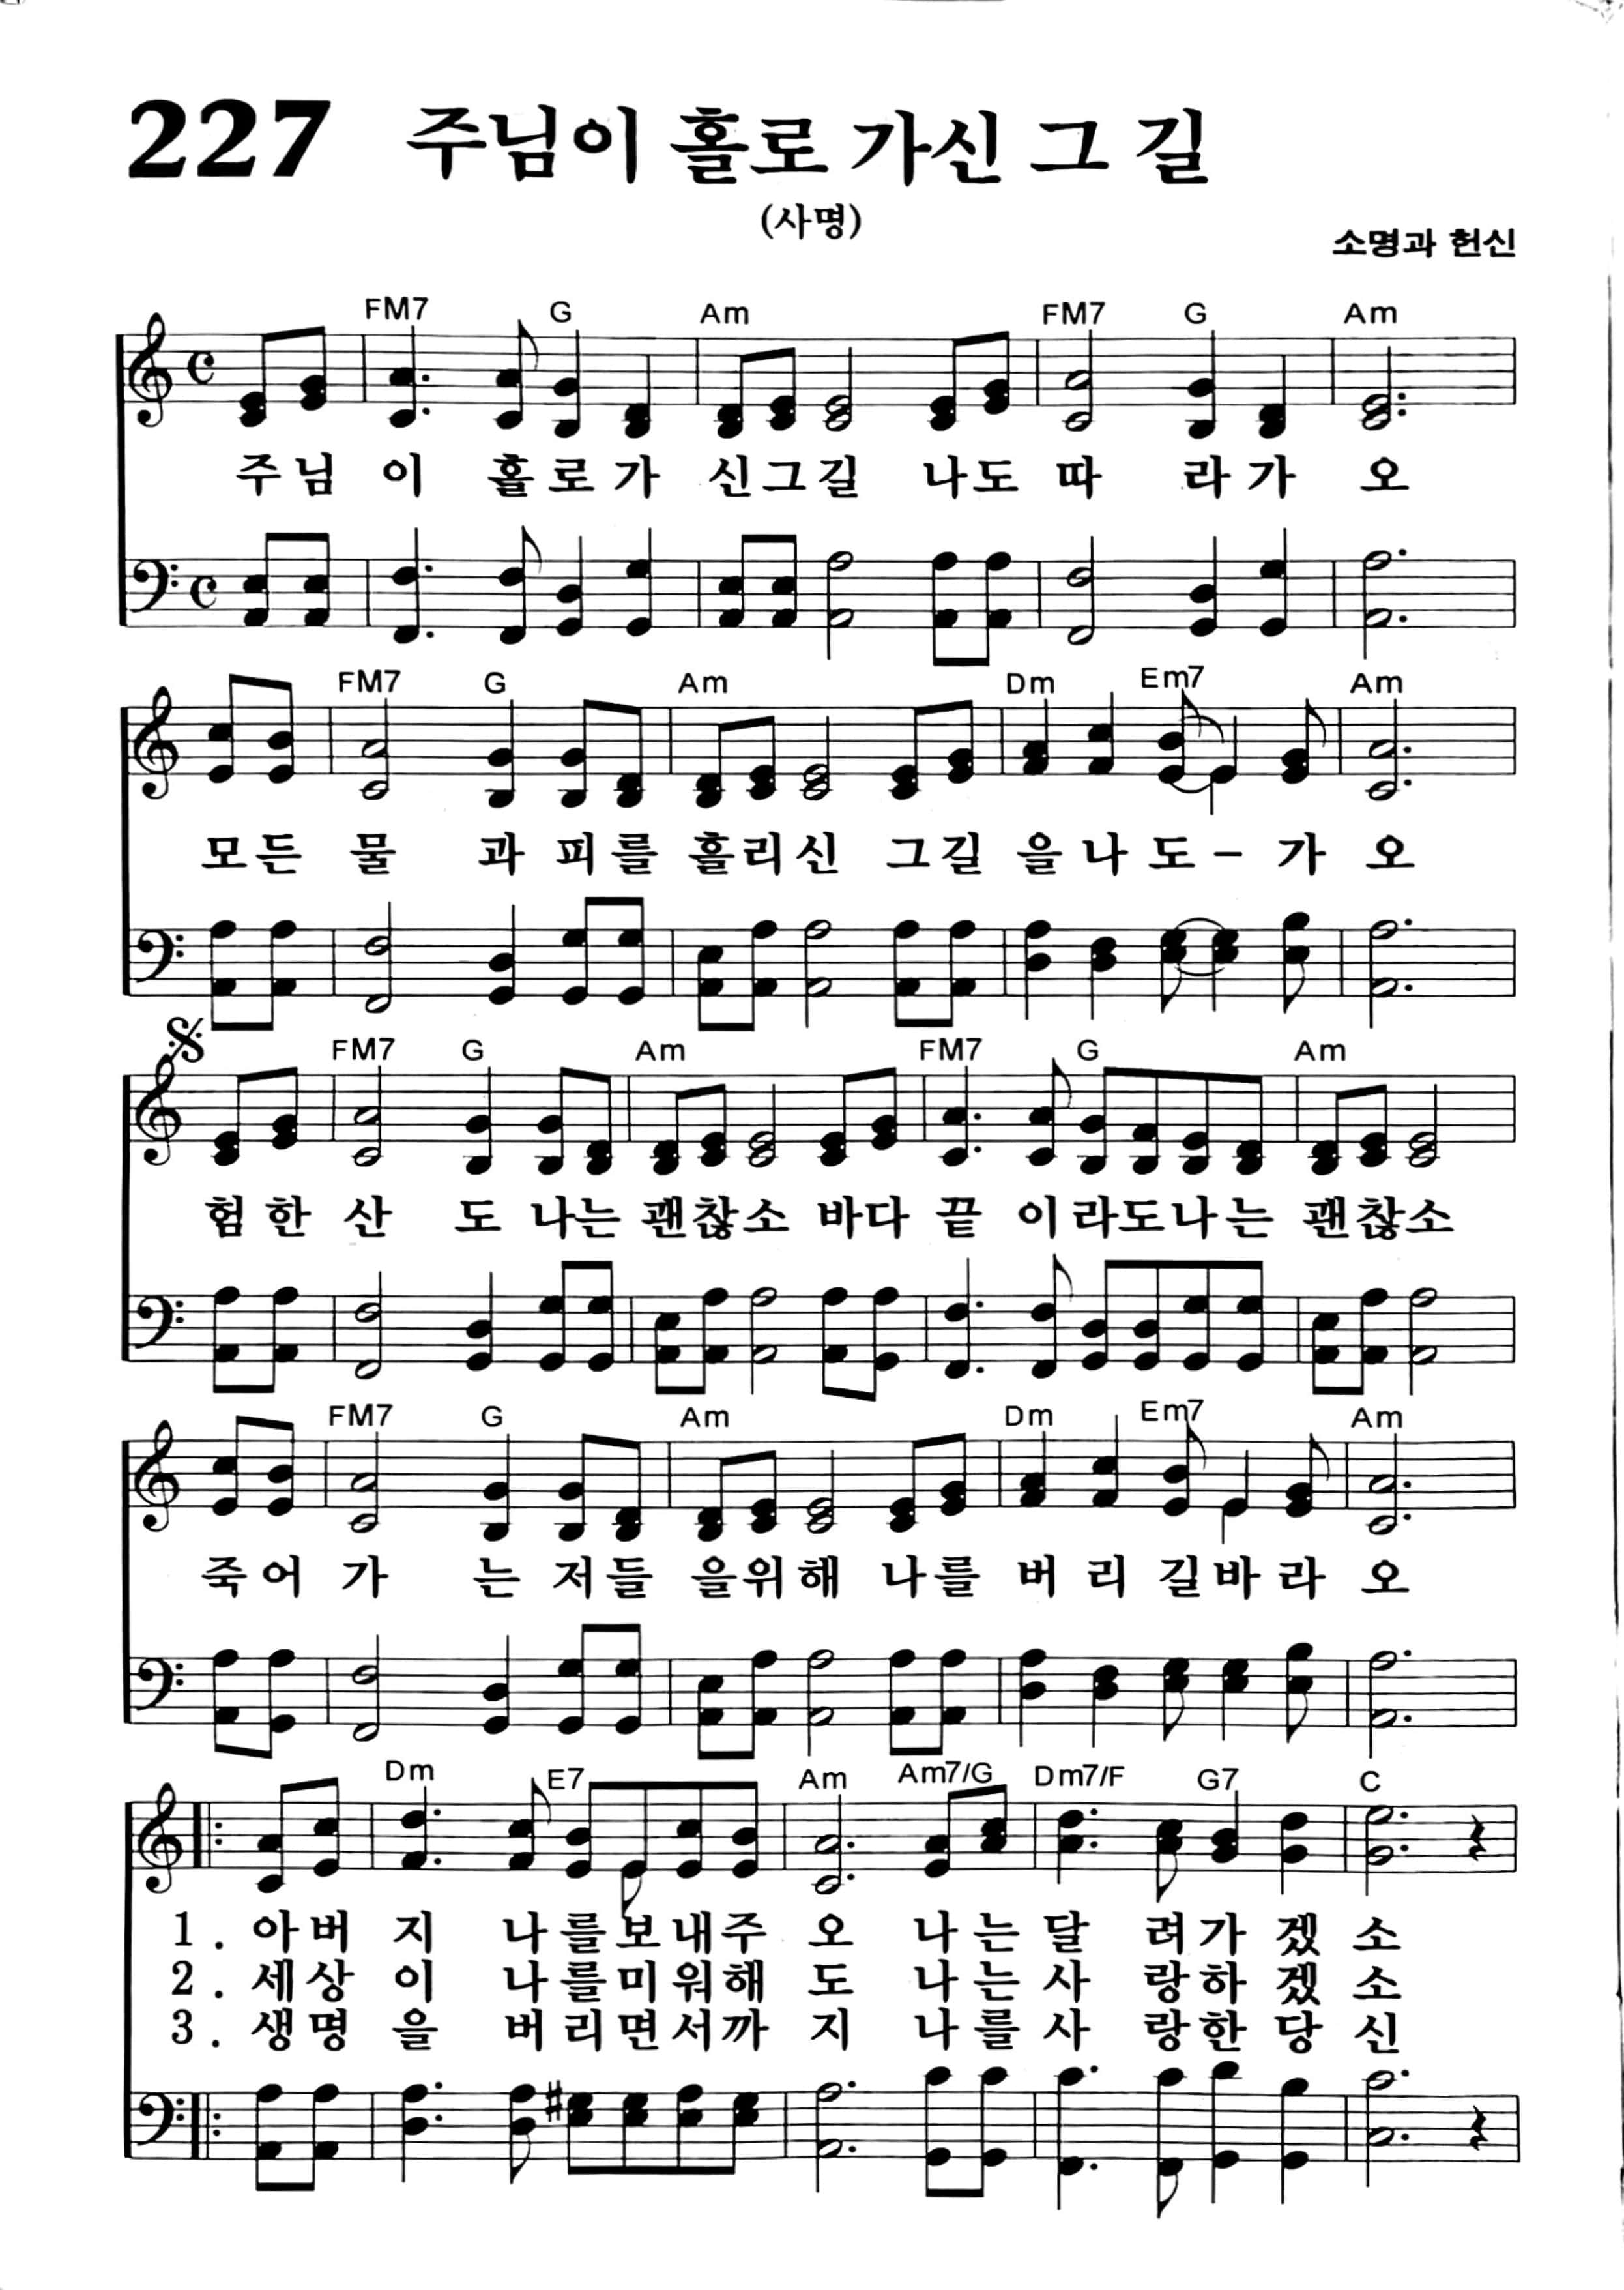 227 주님이 홀로 가신 그 길
(사명)
소명과 헌신
FM7 G Am FM7 G Am
주 님 이 홀 로 가 신 그 길 나 도 따 라 가 오
FM7 G Am Dm Em7 Am
모 든 물 과 피 를 흘 리 신 그 길 을 나 도 - 가 오
FM7 G Am FM7 G Am
험 한 산 도 나 는 괜 찮 소 바 다 끝 이 라 도 나 는 괜 찮 소
FM7 G Am Dm Em7 Am
죽 어 가 는 저 들 을 위 해 나 를 버 리 길 바 라 오
Dm E7 Am Am7/G Dm7/F G7 C
1. 아 버 지 나 를 보 내 주 오 나 는 달 려 가 겠 소
2. 세 상 이 나 를 미 워 해 도 나 는 사 랑 하 겠 소
3. 생 명 을 버 리 면 서 까 지 나 를 사 랑 한 당 신